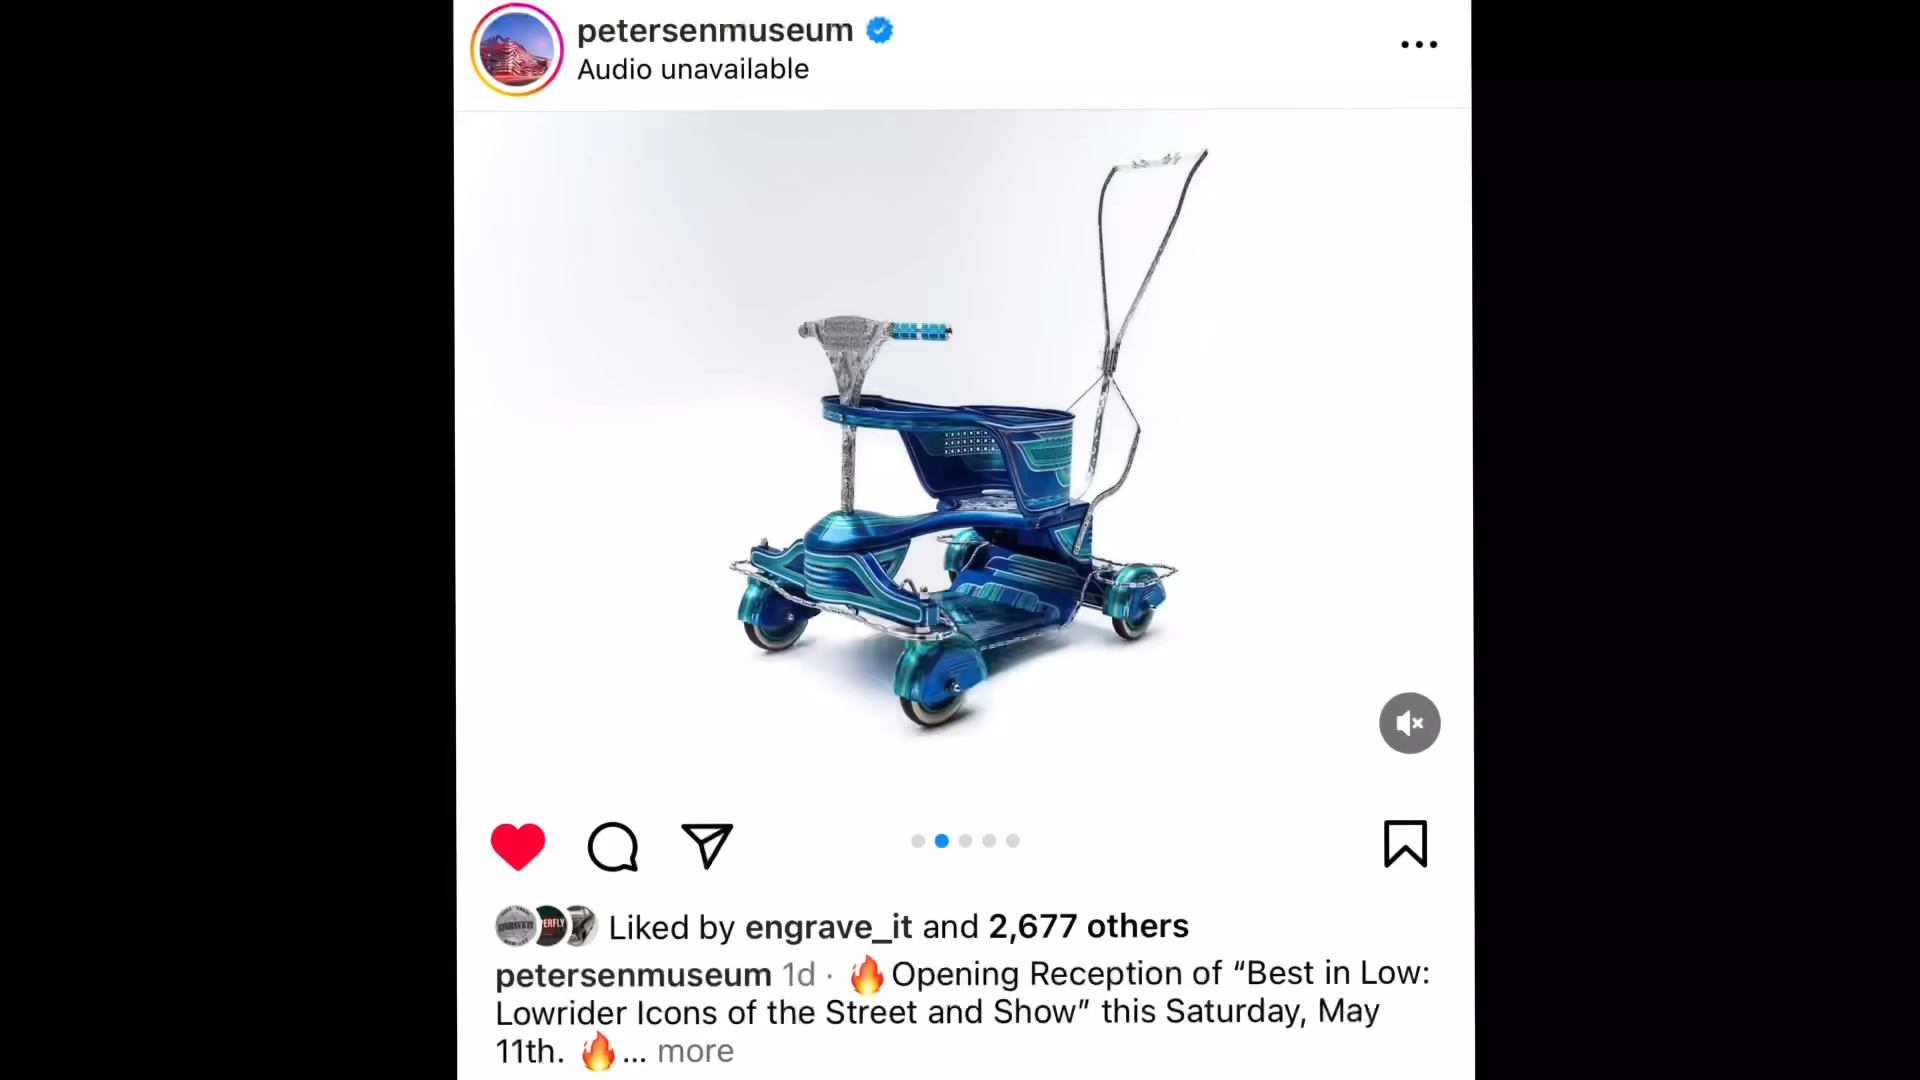 petersenmuseum
Audio unavailable
Liked by engrave_it and 2,677 others
petersenmuseum 1d · 🔥Opening Reception of “Best in Low:
Lowrider Icons of the Street and Show” this Saturday, May
11th. 🔥... more